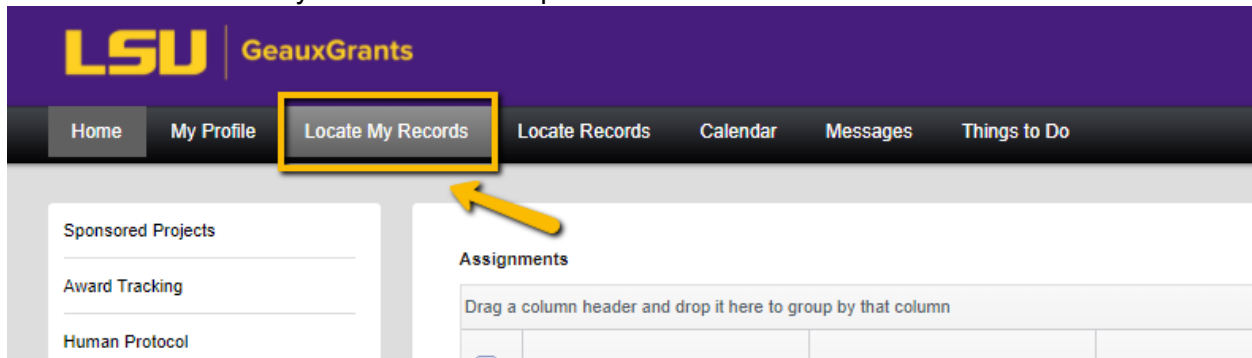 LSU GeauxGrants
Home My Profile Locate My Records Locate Records Calendar Messages Things to Do
Sponsored Projects
Award Tracking
Human Protocol
Assignments
Drag a column header and drop it here to group by that column